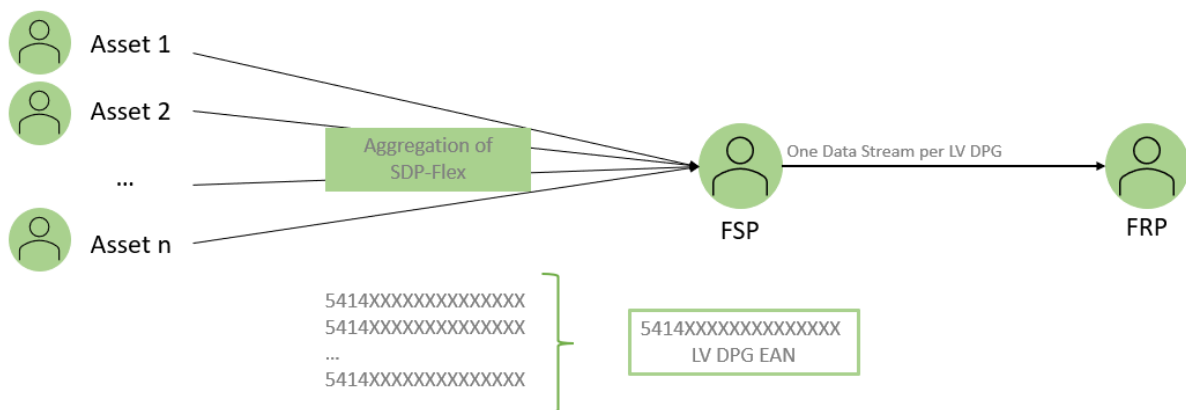 Asset 1
Asset 2
...
Asset n
Aggregation of
SDP-Flex
FSP
One Data Stream per LV DPG
FRP
5414XXXXXXXXXXXXXX
5414XXXXXXXXXXXXXX
...
5414XXXXXXXXXXXXXX
5414XXXXXXXXXXXXXX
LV DPG EAN